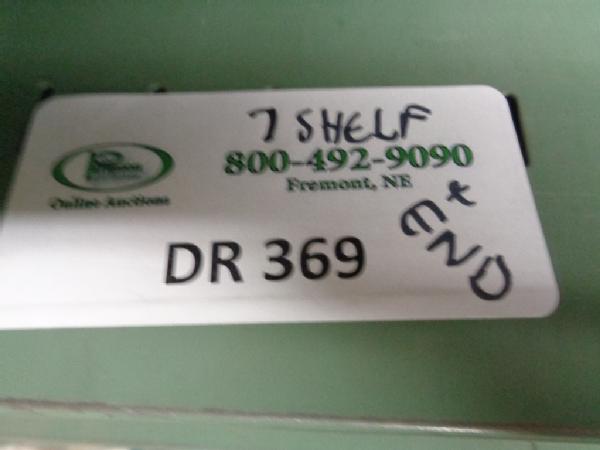 7 SHELF
800-492-9090
Fremont, NE
Online Auctions
DR 369
+ END